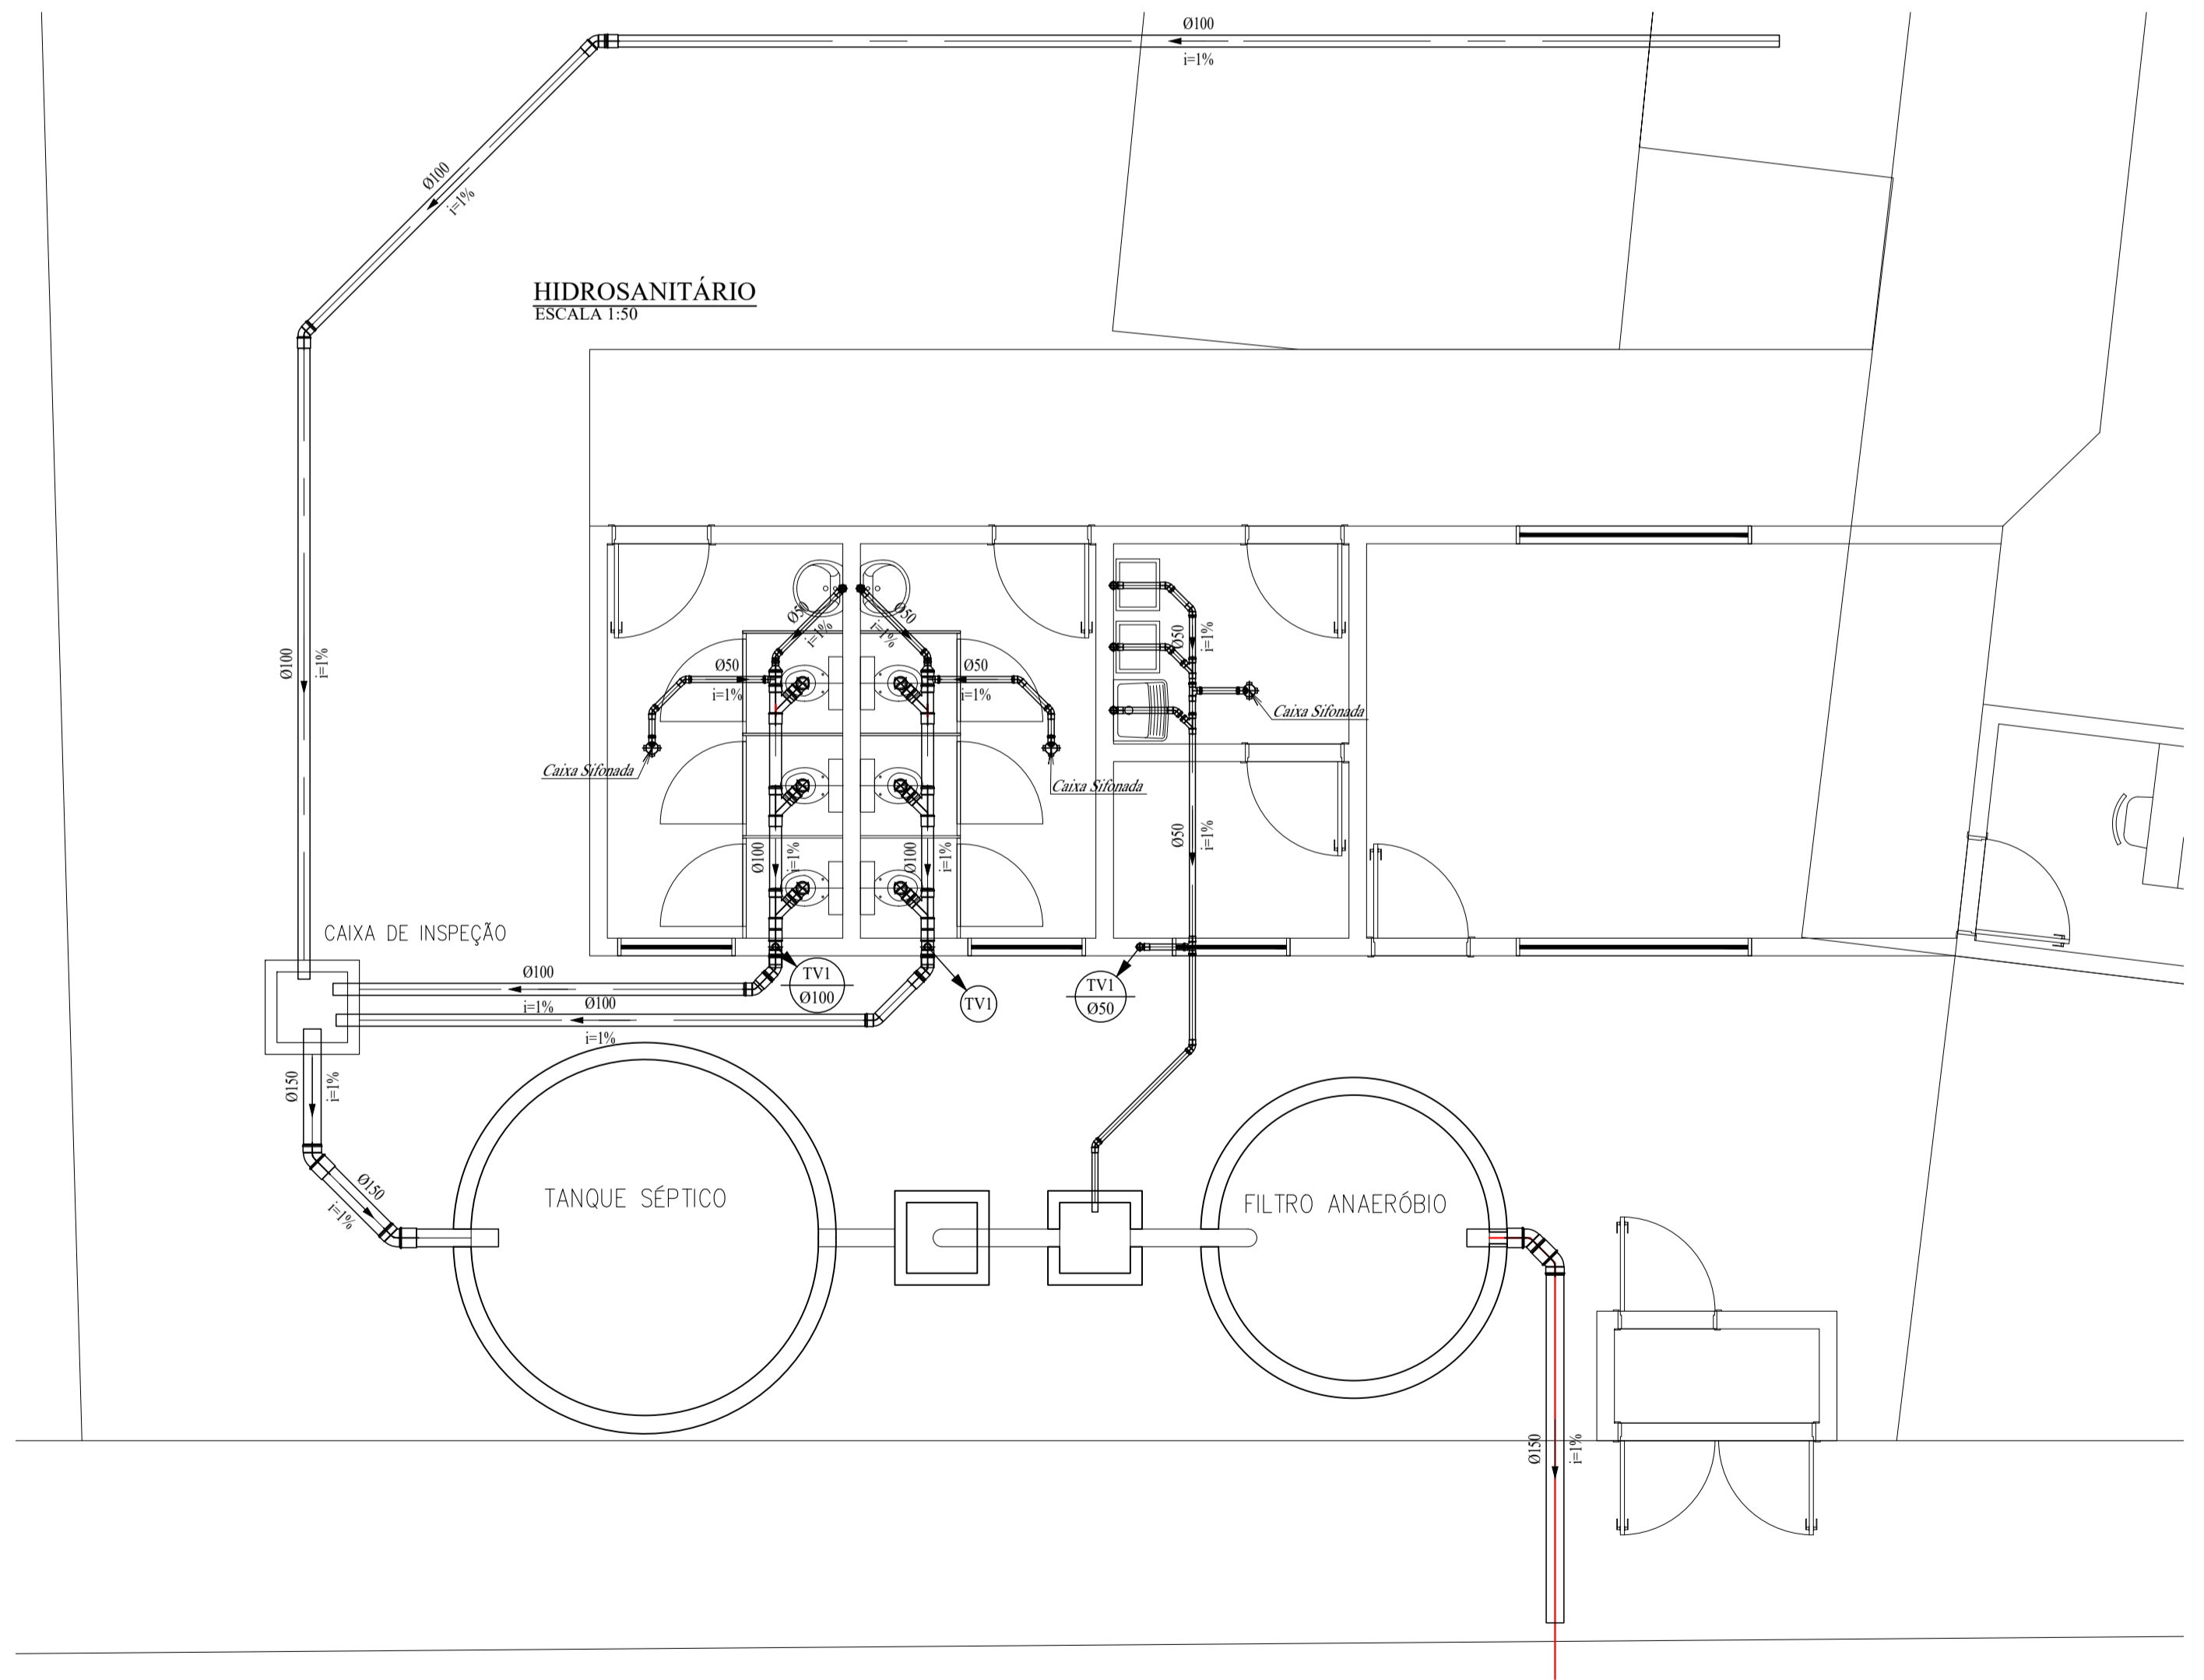 Ø100
i=1%
Ø100
i=1%
HIDROSANITÁRIO
ESCALA 1:50
Ø100
i=1%
Ø50
i=1%
Ø50
i=1%
Ø50
i=1%
Ø50
i=1%
Ø50
i=1%
Caixa Sifonada
Caixa Sifonada
Caixa Sifonada
Ø100
i=1%
Ø100
i=1%
Ø50
i=1%
CAIXA DE INSPEÇÃO
Ø100
i=1%
Ø100
i=1%
TV1
Ø100
TV1
TV1
Ø50
Ø150
i=1%
Ø150
i=1%
TANQUE SÉPTICO
FILTRO ANAERÓBIO
Ø150
i=1%